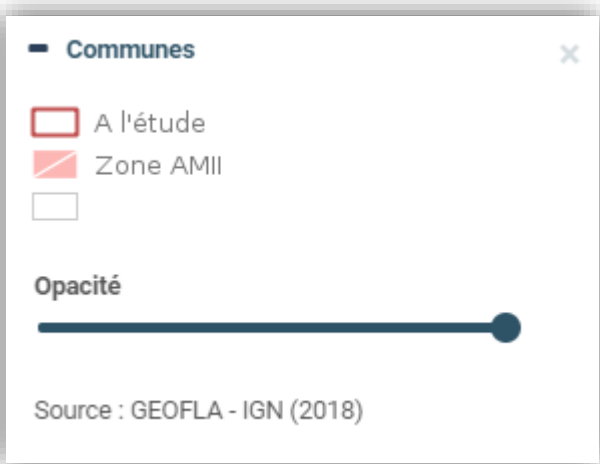 Communes
A l'étude
Zone AMII
Opacité
Source : GEOFLA - IGN (2018)